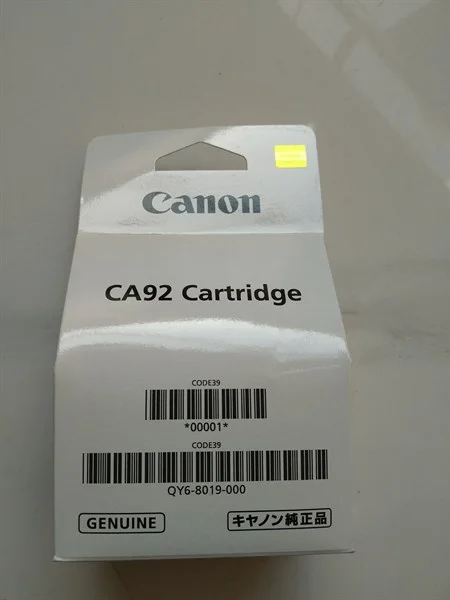 Canon
CA92 Cartridge
CODE39
*00001*
CODE39
QY6-8019-000
GENUINE キヤノン純正品